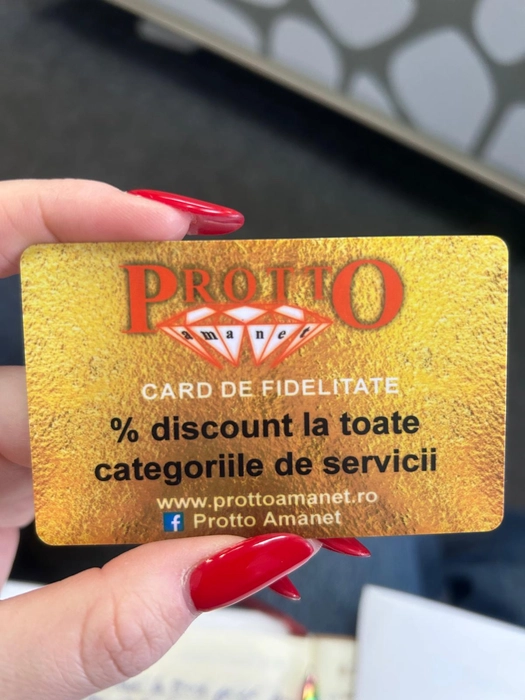 PROTTO
amanet
CARD DE FIDELITATE
% discount la toate
categoriile de servicii
www.prottoamanet.ro
f Protto Amanet